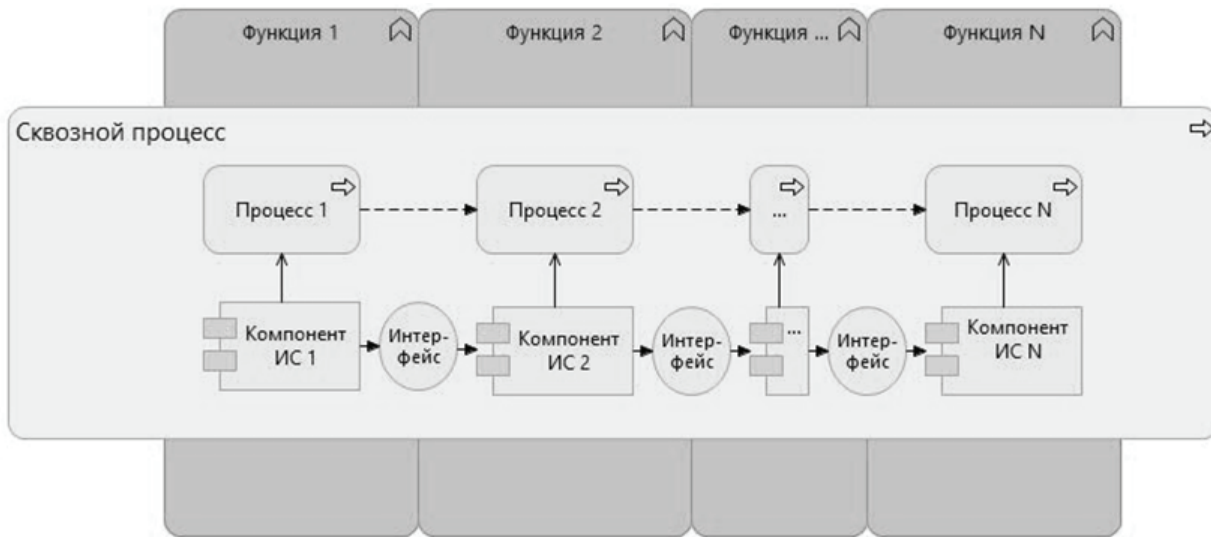 Функция 1
Функция 2
Функция ...
Функция N
Сквозной процесс
Процесс 1
Процесс 2
...
Процесс N
Компонент
ИС 1
Интер-
фейс
Компонент
ИС 2
Интер-
фейс
...
Интер-
фейс
Компонент
ИС N